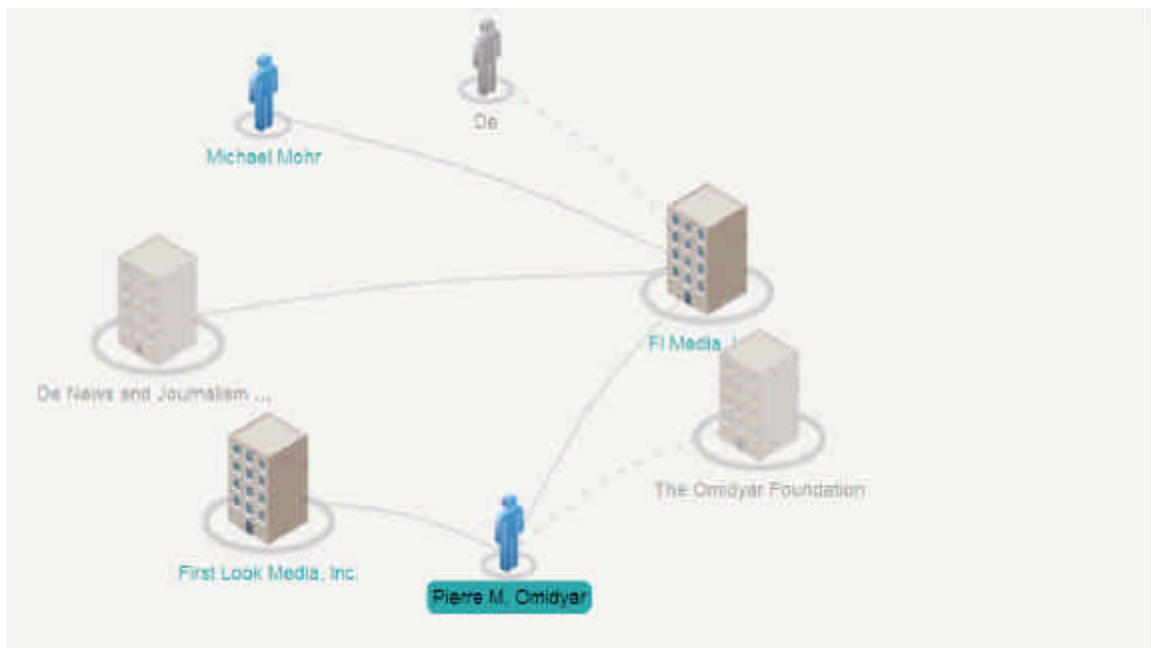 De
Michael Mohr
FI Media,
De News and Journalism ...
The Omidyar Foundation
First Look Media, Inc.
Pierre M. Omidyar